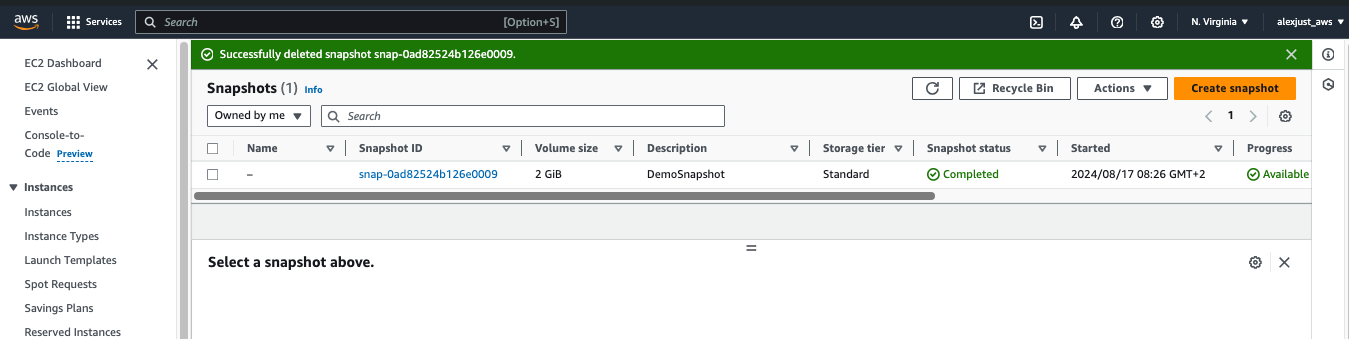 aws Services Search [Option+S] N. Virginia alexjust_aws
Successfully deleted snapshot snap-0ad82524b126e0009.
EC2 Dashboard
EC2 Global View
Events
Console-to-
Code Preview
Instances
Instances
Instance Types
Launch Templates
Spot Requests
Savings Plans
Reserved Instances
Snapshots (1) Info
Recycle Bin Actions Create snapshot
Owned by me Search 1
Name Snapshot ID Volume size Description Storage tier Snapshot status Started Progress
– snap-0ad82524b126e0009 2 GiB DemoSnapshot Standard Completed 2024/08/17 08:26 GMT+2 Available
Select a snapshot above.